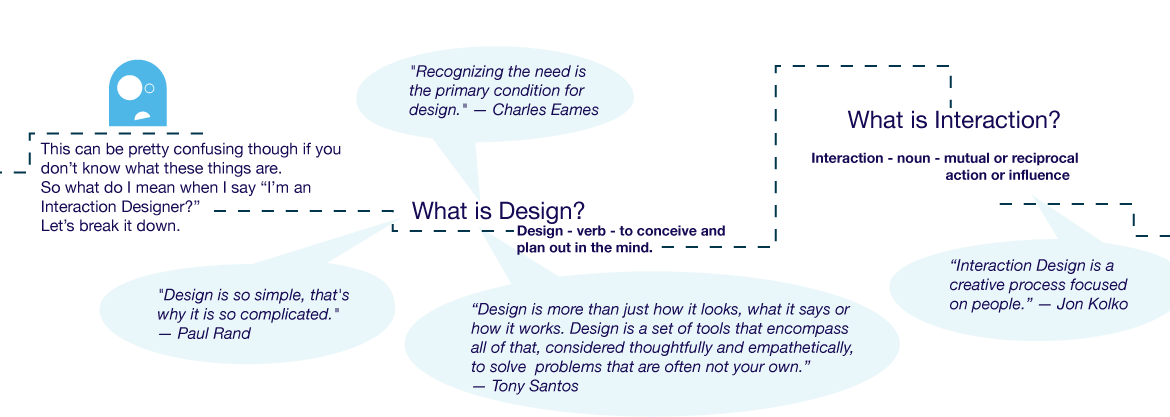 This can be pretty confusing though if you
don’t know what these things are.
So what do I mean when I say “I’m an
Interaction Designer?”
Let’s break it down.
"Recognizing the need is
the primary condition for
design." — Charles Eames
What is Design?
Design - verb - to conceive and
plan out in the mind.
"Design is so simple, that's
why it is so complicated."
— Paul Rand
“Design is more than just how it looks, what it says or
how it works. Design is a set of tools that encompass
all of that, considered thoughtfully and empathetically,
to solve  problems that are often not your own.”
— Tony Santos
What is Interaction?
Interaction - noun - mutual or reciprocal
action or influence
“Interaction Design is a
creative process focused
on people.” — Jon Kolko